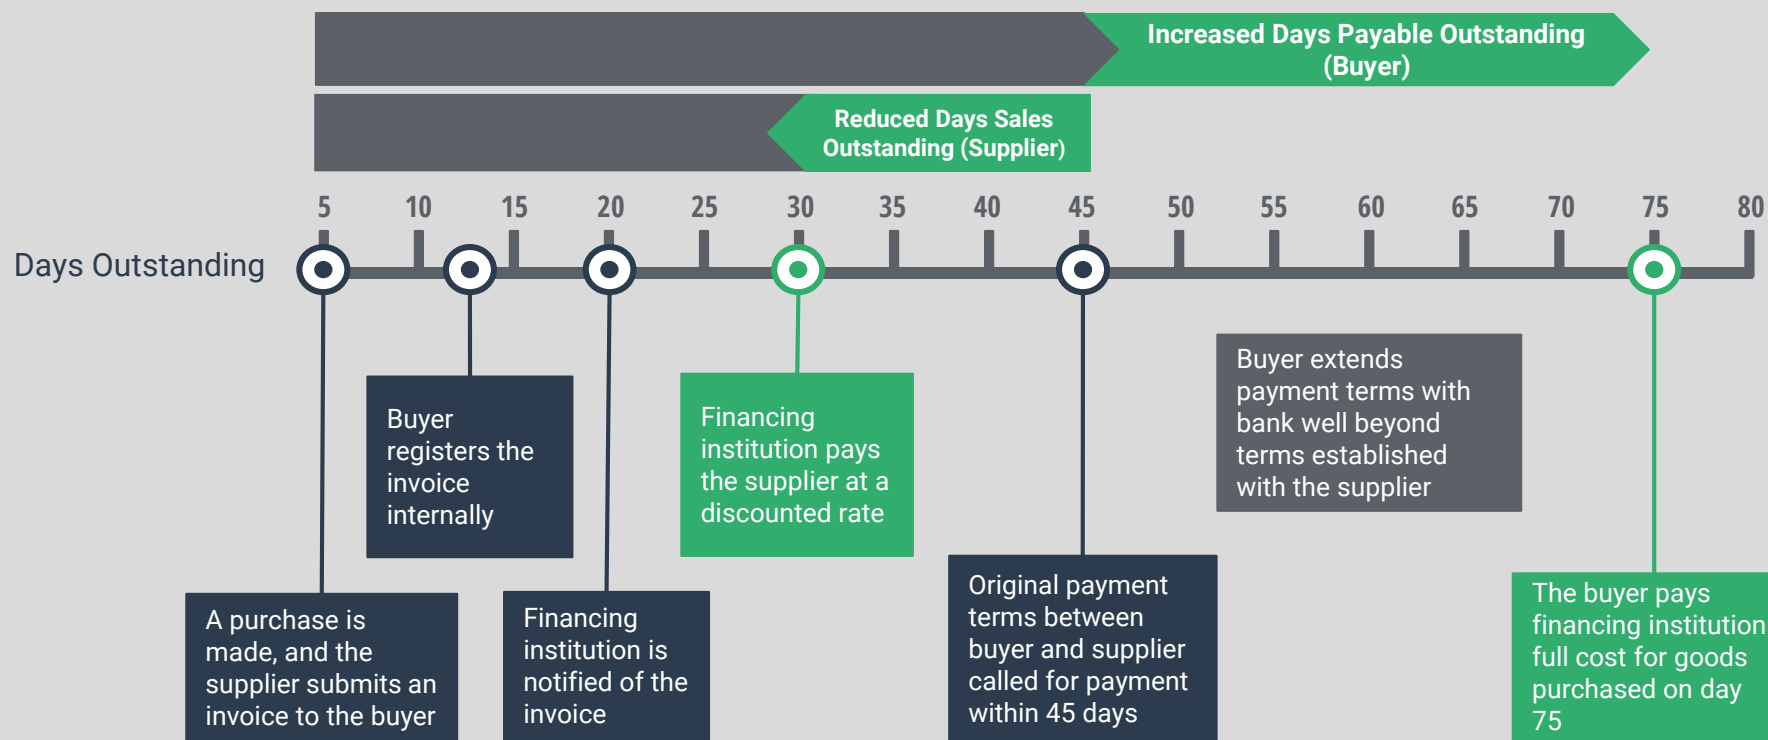 Increased Days Payable Outstanding
(Buyer)
Reduced Days Sales
Outstanding (Supplier)
5 10 15 20 25 30 35 40 45 50 55 60 65 70 75 80
Days Outstanding
A purchase is
made, and the
supplier submits an
invoice to the buyer
Buyer
registers the
invoice
internally
Financing
institution is
notified of the
invoice
Financing
institution pays
the supplier at a
discounted rate
Original payment
terms between
buyer and supplier
called for payment
within 45 days
Buyer extends
payment terms with
bank well beyond
terms established
with the supplier
The buyer pays
financing institution
full cost for goods
purchased on day
75